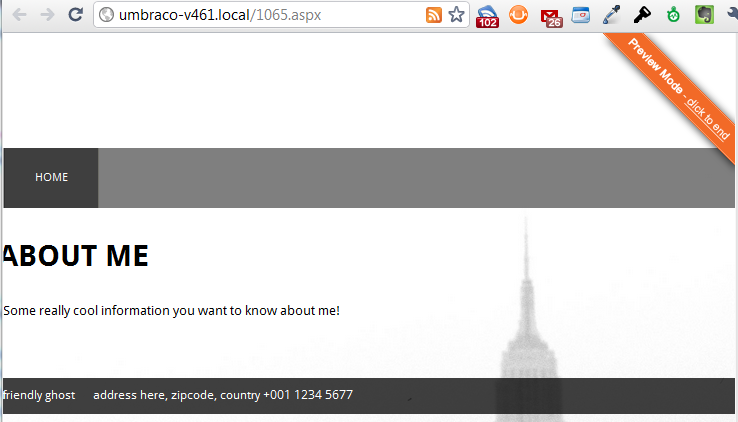 umbraco-v461.local/1065.aspx
102
26
Preview Mode - click to end
HOME
ABOUT ME
Some really cool information you want to know about me!
friendly ghost address here, zipcode, country +001 1234 5677